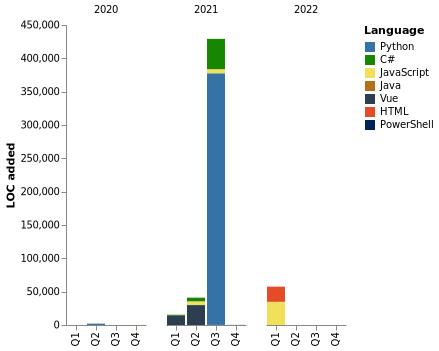 2020 2021 2022
450,000
400,000
350,000
300,000
250,000
200,000
150,000
100,000
50,000
0
LOC added
Q1 Q2 Q3 Q4 Q1 Q2 Q3 Q4 Q1 Q2 Q3 Q4
Language
Python
C#
JavaScript
Java
Vue
HTML
PowerShell